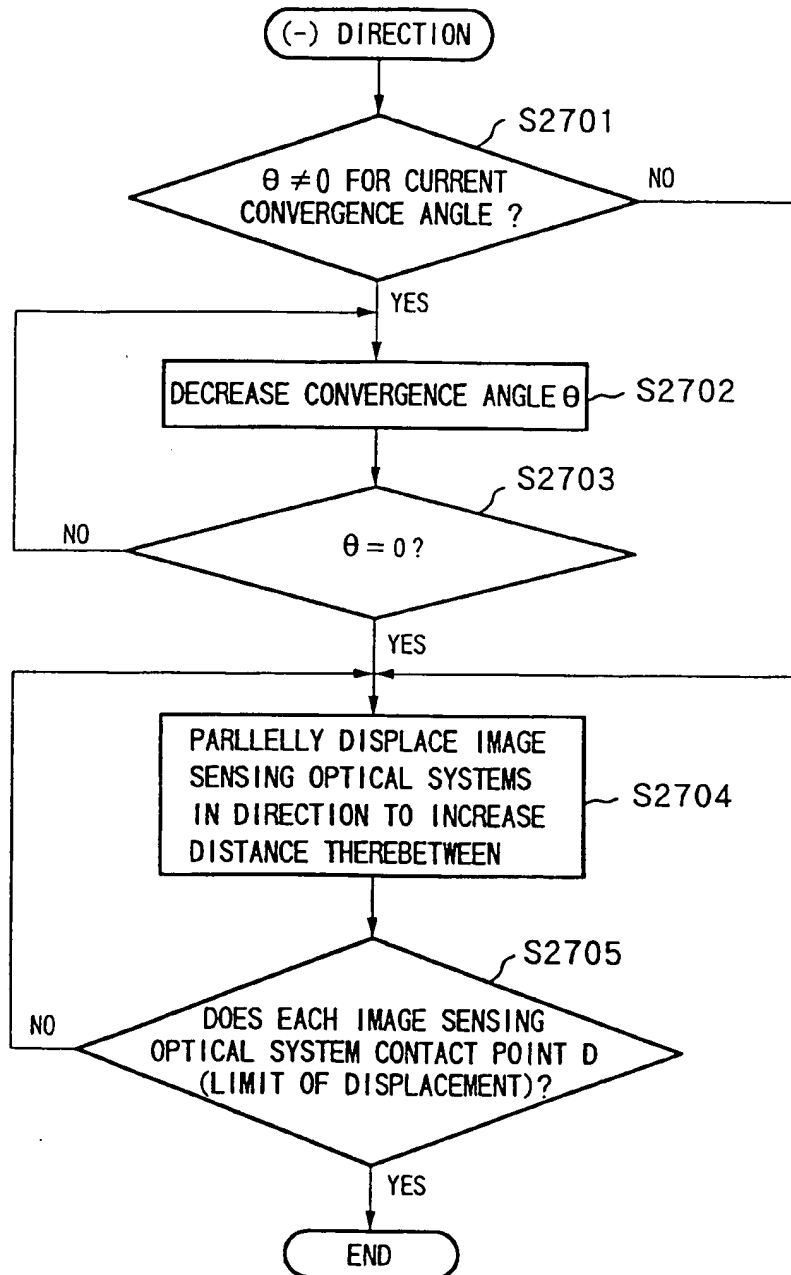 (-) DIRECTION
S2701
θ ≠ 0 FOR CURRENT
CONVERGENCE ANGLE ?
NO
YES
DECREASE CONVERGENCE ANGLE θ
S2702
S2703
θ = 0 ?
NO
YES
PARLLELLY DISPLACE IMAGE
SENSING OPTICAL SYSTEMS
IN DIRECTION TO INCREASE
DISTANCE THEREBETWEEN
S2704
S2705
DOES EACH IMAGE SENSING
OPTICAL SYSTEM CONTACT POINT D
(LIMIT OF DISPLACEMENT)?
NO
YES
END